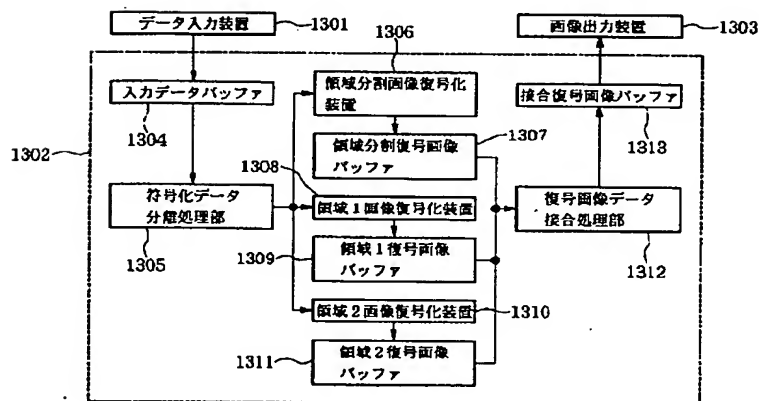 データ入力装置
1301
1306
画像出力装置
1303
入力データバッファ
1304
領域分割画像復号化
装置
接合復号画像バッファ
1313
1302
1307
領域分割復号画像
バッファ
1308
符号化データ
分離処理部
1305
領域1画像復号化装置
復号画像データ
接合処理部
1312
1309
領域1復号画像
バッファ
領域2画像復号化装置
1310
1311
領域2復号画像
バッファ